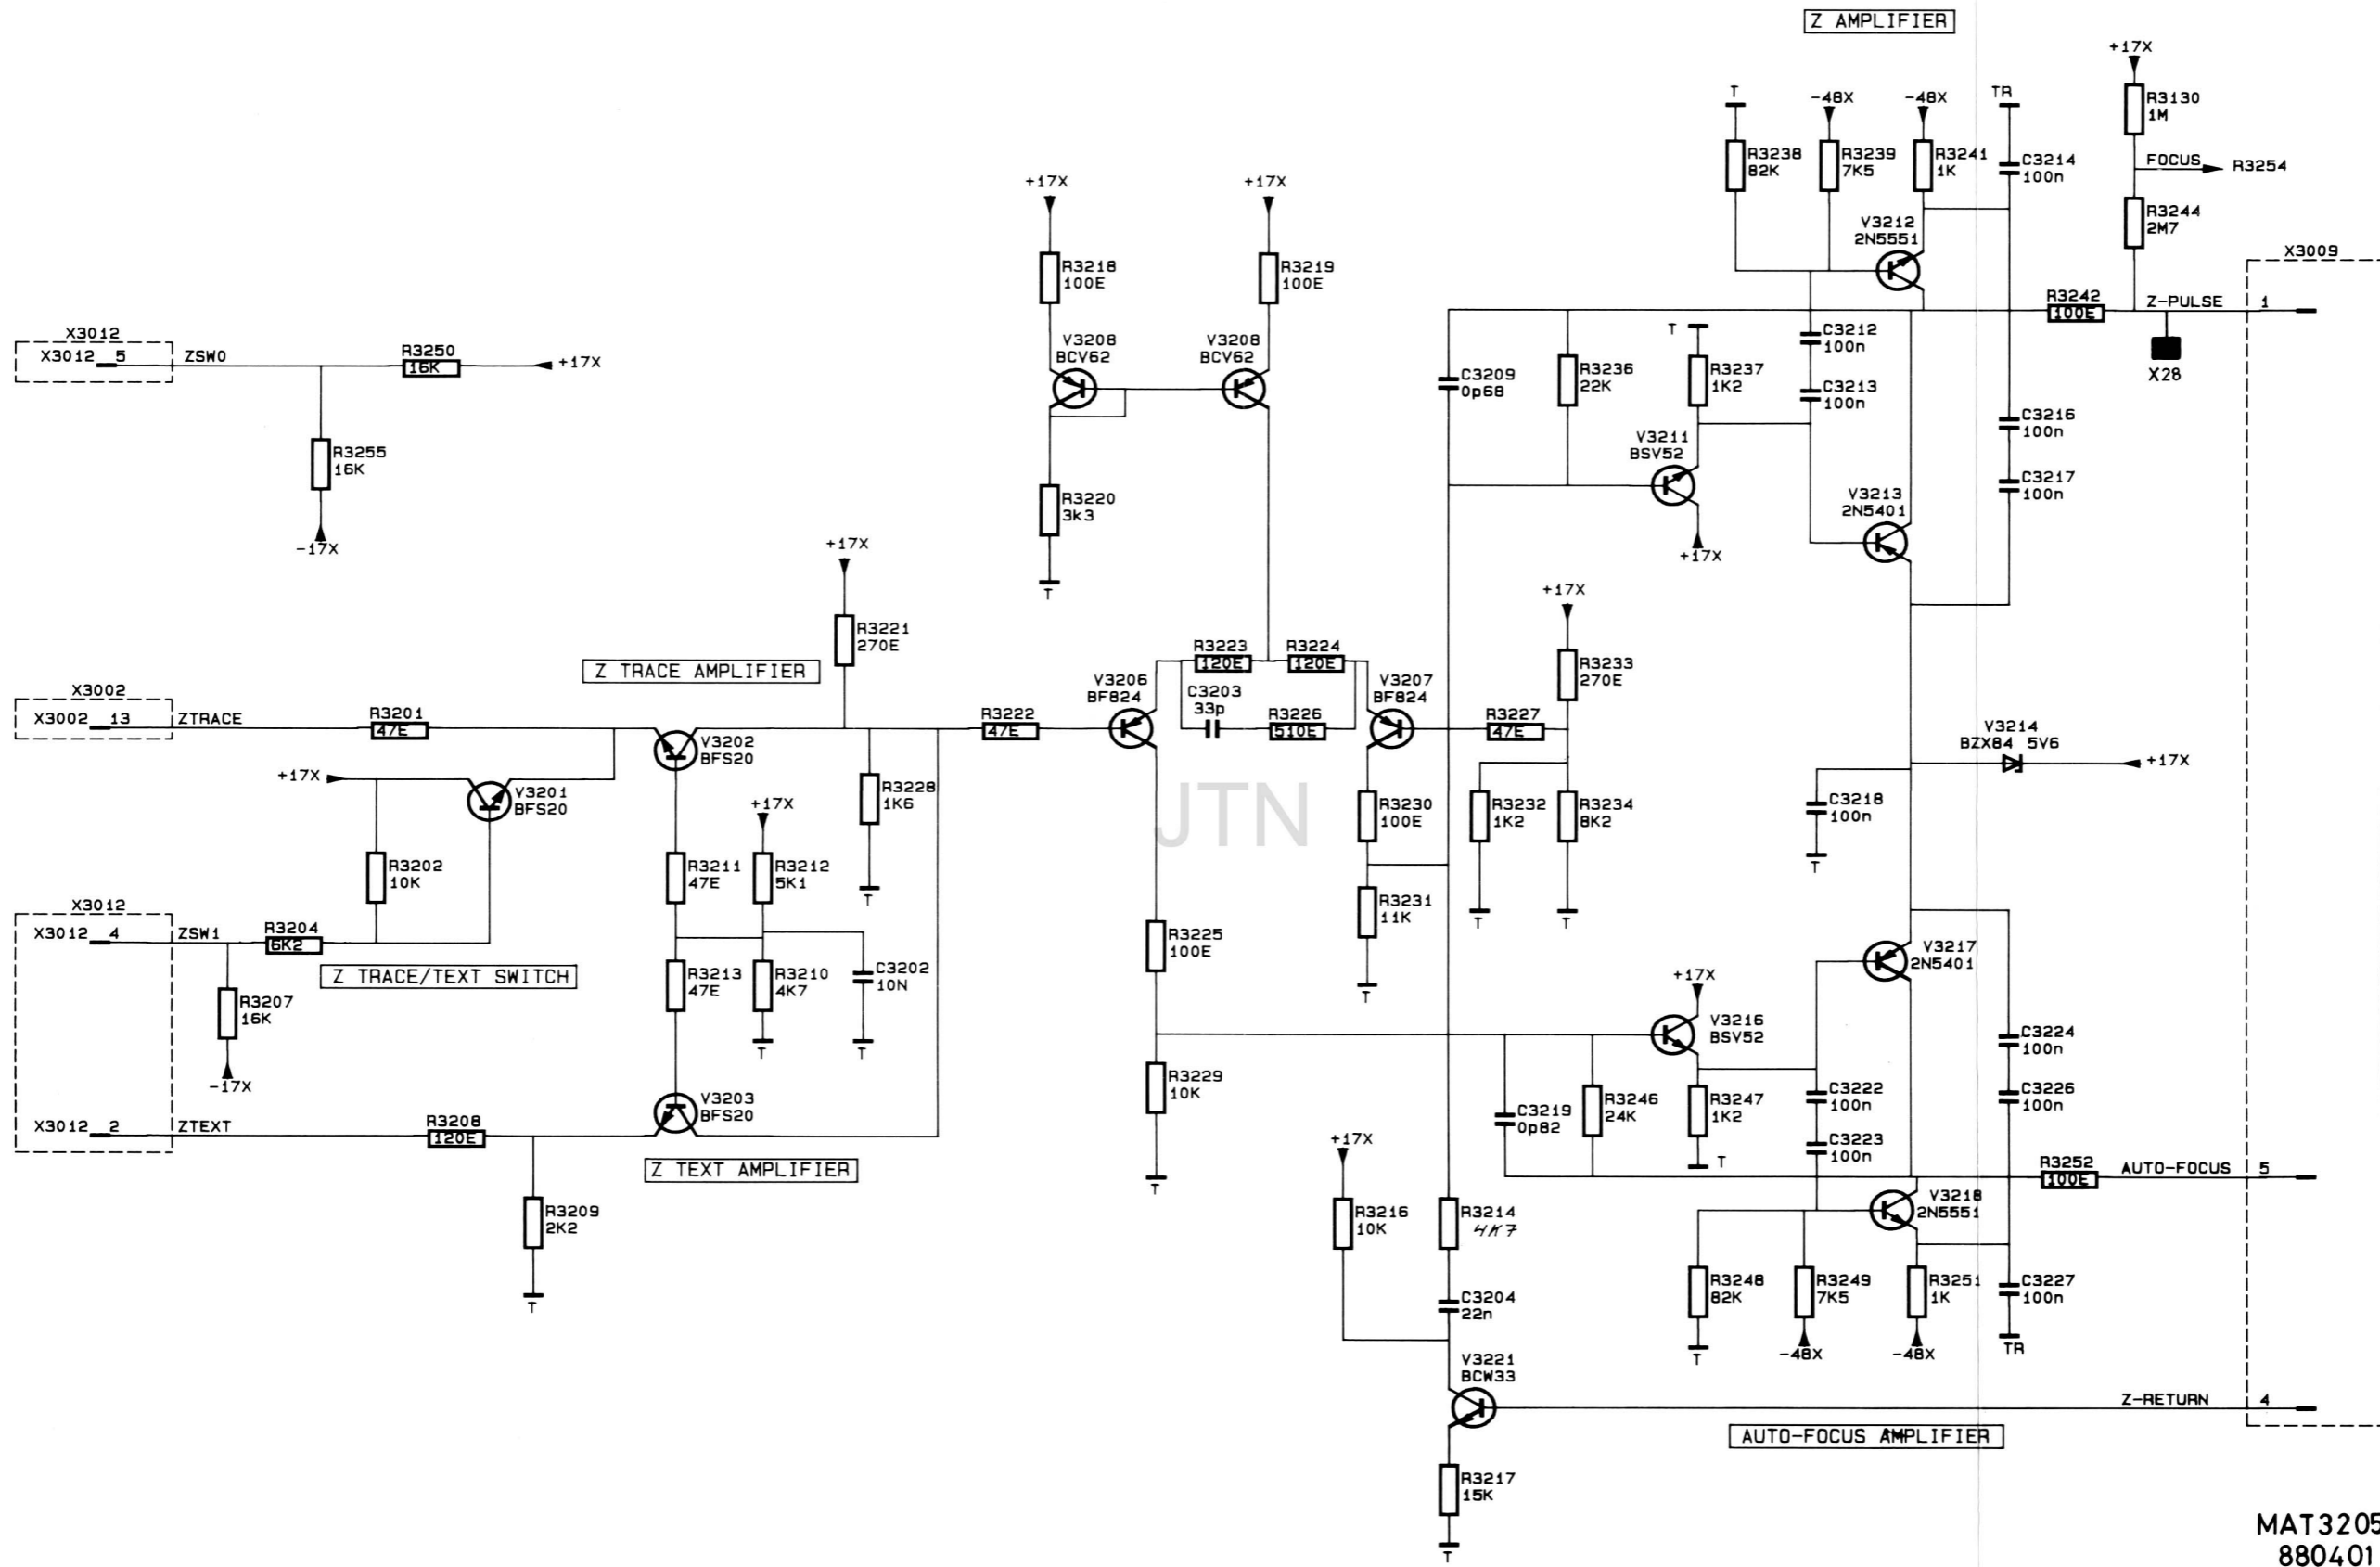 Z AMPLIFIER
+17X
R3130
1M
FOCUS
R3254
R3244
2M7
T
-48X
-48X
TR
R3238
82K
R3239
7K5
R3241
1K
C3214
100n
V3212
2N5551
X3009
R3242
100E
Z-PULSE
1
X28
+17X
+17X
R3218
100E
R3219
100E
V3208
BCV62
V3208
BCV62
R3220
3K3
T
X3012
X3012
5
ZSW0
R3250
16K
+17X
R3255
16K
-17X
C3209
0p68
R3236
22K
T
R3237
1K2
C3212
100n
C3213
100n
V3211
BSV52
+17X
V3213
2N5401
C3216
100n
C3217
100n
+17X
R3221
270E
Z TRACE AMPLIFIER
X3002
X3002
13
ZTRACE
R3201
47E
V3202
BFS20
+17X
V3201
BFS20
R3202
10K
R3211
47E
+17X
R3212
5K1
R3228
1K6
T
R3222
47E
V3206
BF824
R3223
120E
R3224
120E
C3203
33p
R3226
510E
V3207
BF824
R3227
47E
+17X
R3233
270E
R3230
100E
R3232
1K2
R3234
8K2
T
T
R3231
11K
T
V3214
BZX84 5V6
+17X
C3218
100n
T
JTN
X3012
X3012
4
ZSW1
R3204
6K2
Z TRACE/TEXT SWITCH
R3207
16K
-17X
R3213
47E
R3210
4K7
T
C3202
10N
T
R3225
100E
R3229
10K
T
X3012
2
ZTEXT
R3208
120E
V3203
BFS20
Z TEXT AMPLIFIER
R3209
2K2
T
+17X
V3216
BSV52
V3217
2N5401
C3219
0p82
R3246
24K
R3247
1K2
T
C3222
100n
C3223
100n
C3224
100n
C3226
100n
R3252
100E
AUTO-FOCUS
5
+17X
R3216
10K
R3214
4K7
C3204
22n
V3218
2N5551
R3248
82K
T
R3249
7K5
-48X
R3251
1K
-48X
C3227
100n
TR
V3221
BCW33
Z-RETURN
4
AUTO-FOCUS AMPLIFIER
R3217
15K
T
MAT3205
880401